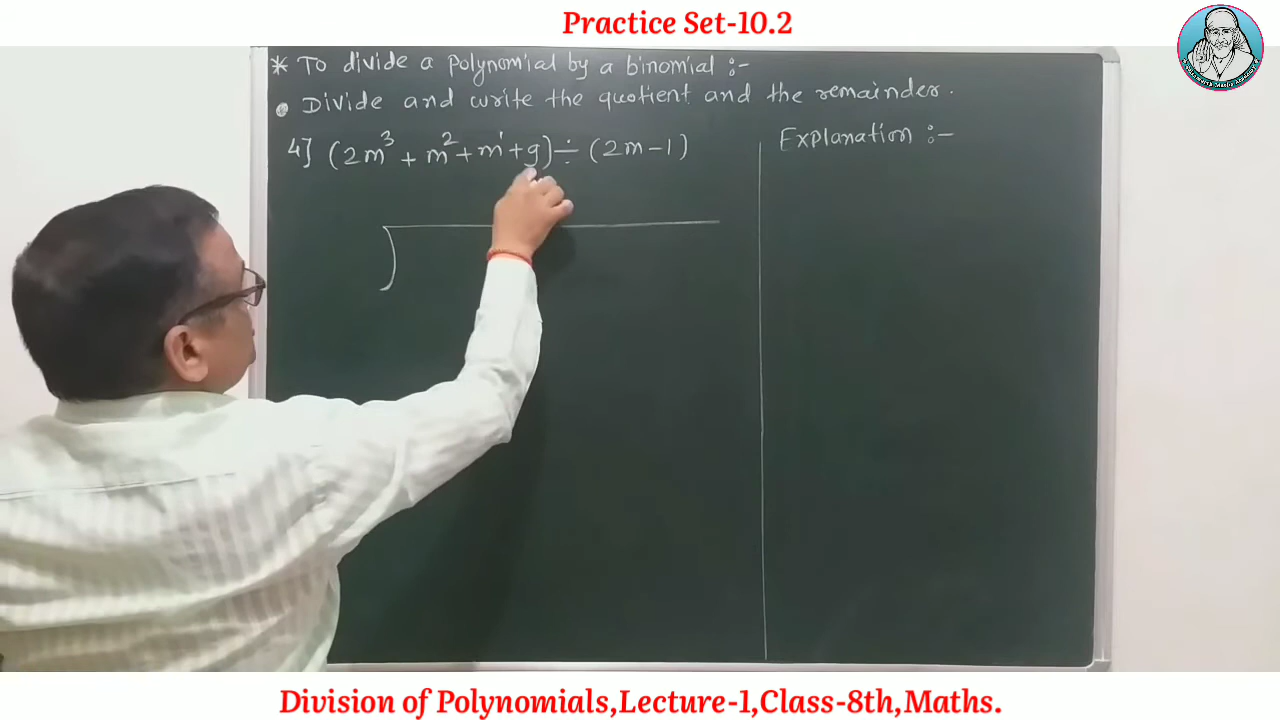 Practice Set-10.2
* To divide a polynomial by a binomial :-
• Divide and write the quotient and the remainder.
4] (2m³ + m² + m¹ + 9) ÷ (2m - 1)
Explanation :-
Division of Polynomials,Lecture-1,Class-8th,Maths.